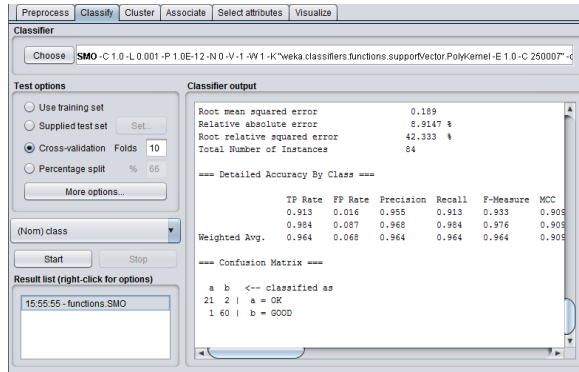 Preprocess Classify Cluster Associate Select attributes Visualize
Classifier
Choose SMO -C 1.0 -L 0.001 -P 1.0E-12 -N 0 -V -1 -W 1 -K "weka.classifiers.functions.supportVector.PolyKernel -E 1.0 -C 250007" -c
Test options
Use training set
Supplied test set Set...
Cross-validation Folds 10
Percentage split % 66
More options...
(Nom) class
Start Stop
Result list (right-click for options)
15:55:55 - functions.SMO
Classifier output
Root mean squared error 0.189
Relative absolute error 8.9147 %
Root relative squared error 42.333 %
Total Number of Instances 84
=== Detailed Accuracy By Class ===
TP Rate FP Rate Precision Recall F-Measure MCC
0.913 0.016 0.955 0.913 0.933 0.909
0.984 0.087 0.968 0.984 0.976 0.909
Weighted Avg. 0.964 0.068 0.964 0.964 0.964 0.909
=== Confusion Matrix ===
a b <-- classified as
21 2 | a = OK
1 60 | b = GOOD